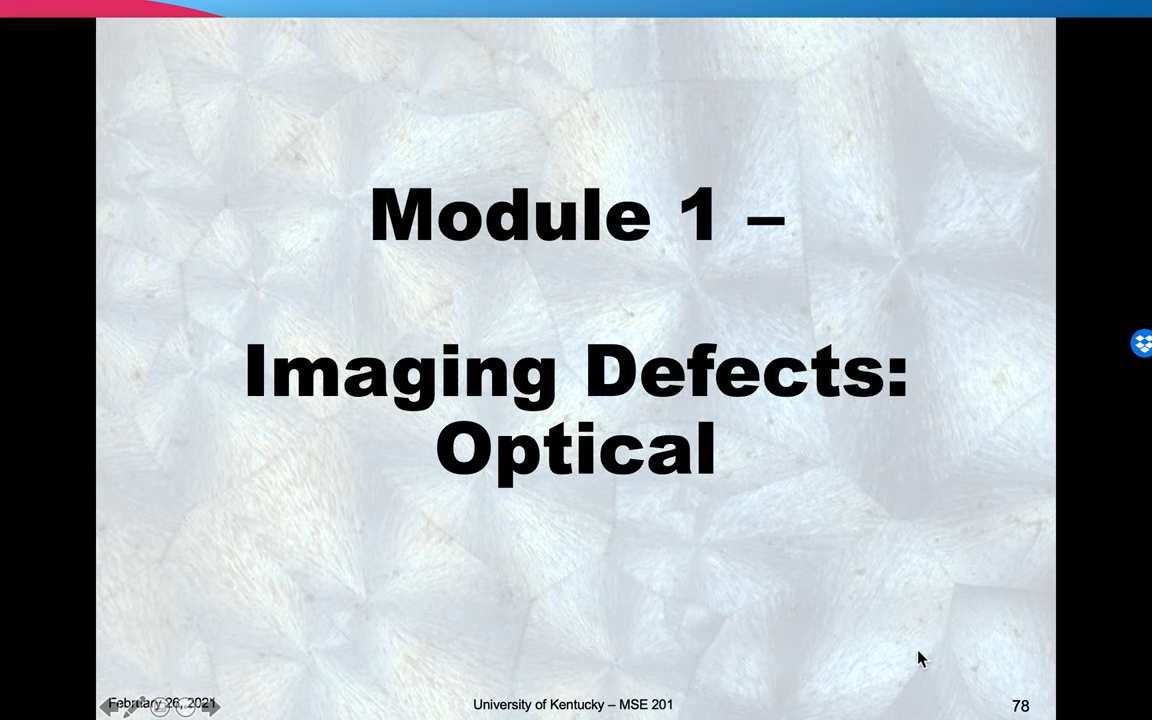 Module 1 –
Imaging Defects:
Optical
February 26, 2021
University of Kentucky – MSE 201
78